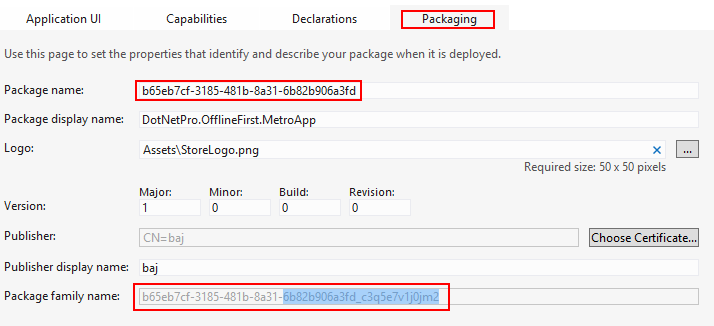 Application UI Capabilities Declarations Packaging
Use this page to set the properties that identify and describe your package when it is deployed.
Package name: b65eb7cf-3185-481b-8a31-6b82b906a3fd
Package display name: DotNetPro.OfflineFirst.MetroApp
Logo: Assets\StoreLogo.png × ...
Required size: 50 x 50 pixels
Major: Minor: Build: Revision:
Version: 1 0 0 0
Publisher: CN=baj Choose Certificate...
Publisher display name: baj
Package family name: b65eb7cf-3185-481b-8a31-6b82b906a3fd_c3q5e7v1j0jm2